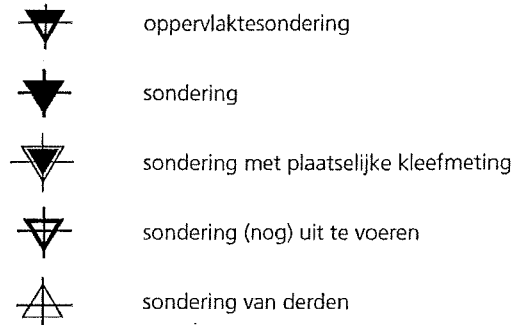 oppervlaktesondering
sondering
sondering met plaatselijke kleefmeting
sondering (nog) uit te voeren
sondering van derden